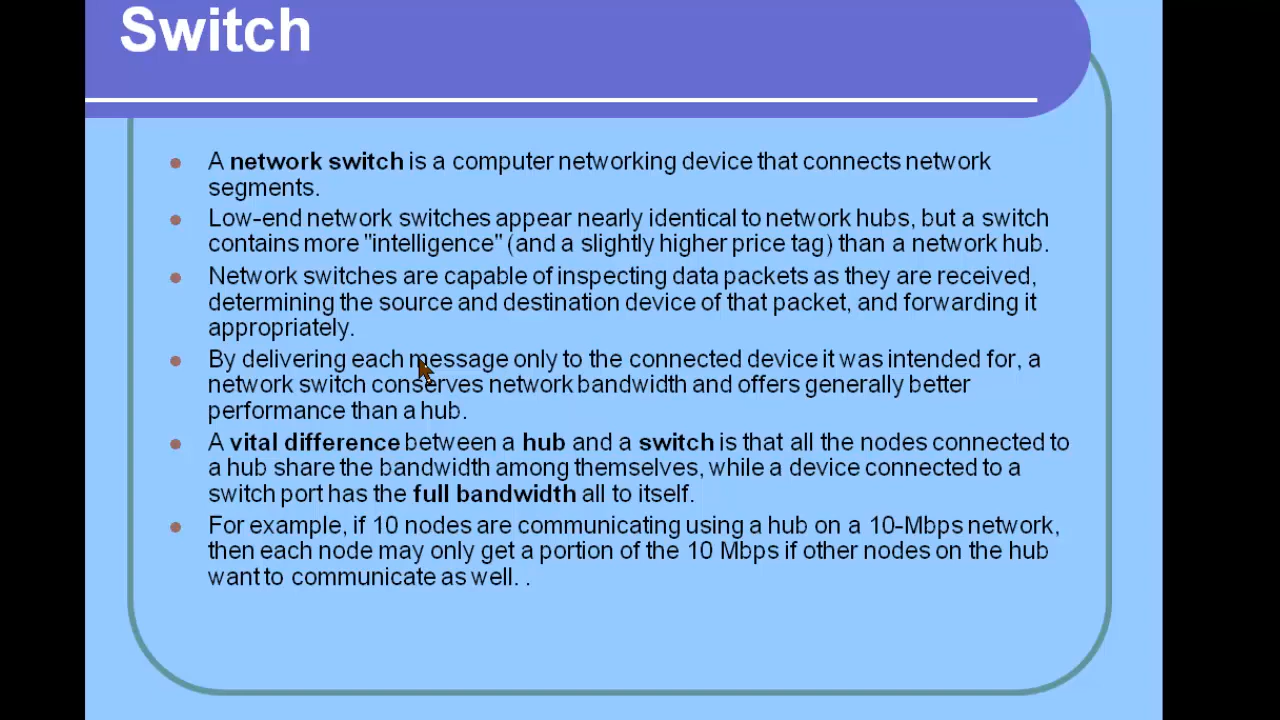 Switch
A network switch is a computer networking device that connects network
segments.
Low-end network switches appear nearly identical to network hubs, but a switch
contains more "intelligence" (and a slightly higher price tag) than a network hub.
Network switches are capable of inspecting data packets as they are received,
determining the source and destination device of that packet, and forwarding it
appropriately.
By delivering each message only to the connected device it was intended for, a
network switch conserves network bandwidth and offers generally better
performance than a hub.
A vital difference between a hub and a switch is that all the nodes connected to
a hub share the bandwidth among themselves, while a device connected to a
switch port has the full bandwidth all to itself.
For example, if 10 nodes are communicating using a hub on a 10-Mbps network,
then each node may only get a portion of the 10 Mbps if other nodes on the hub
want to communicate as well. .